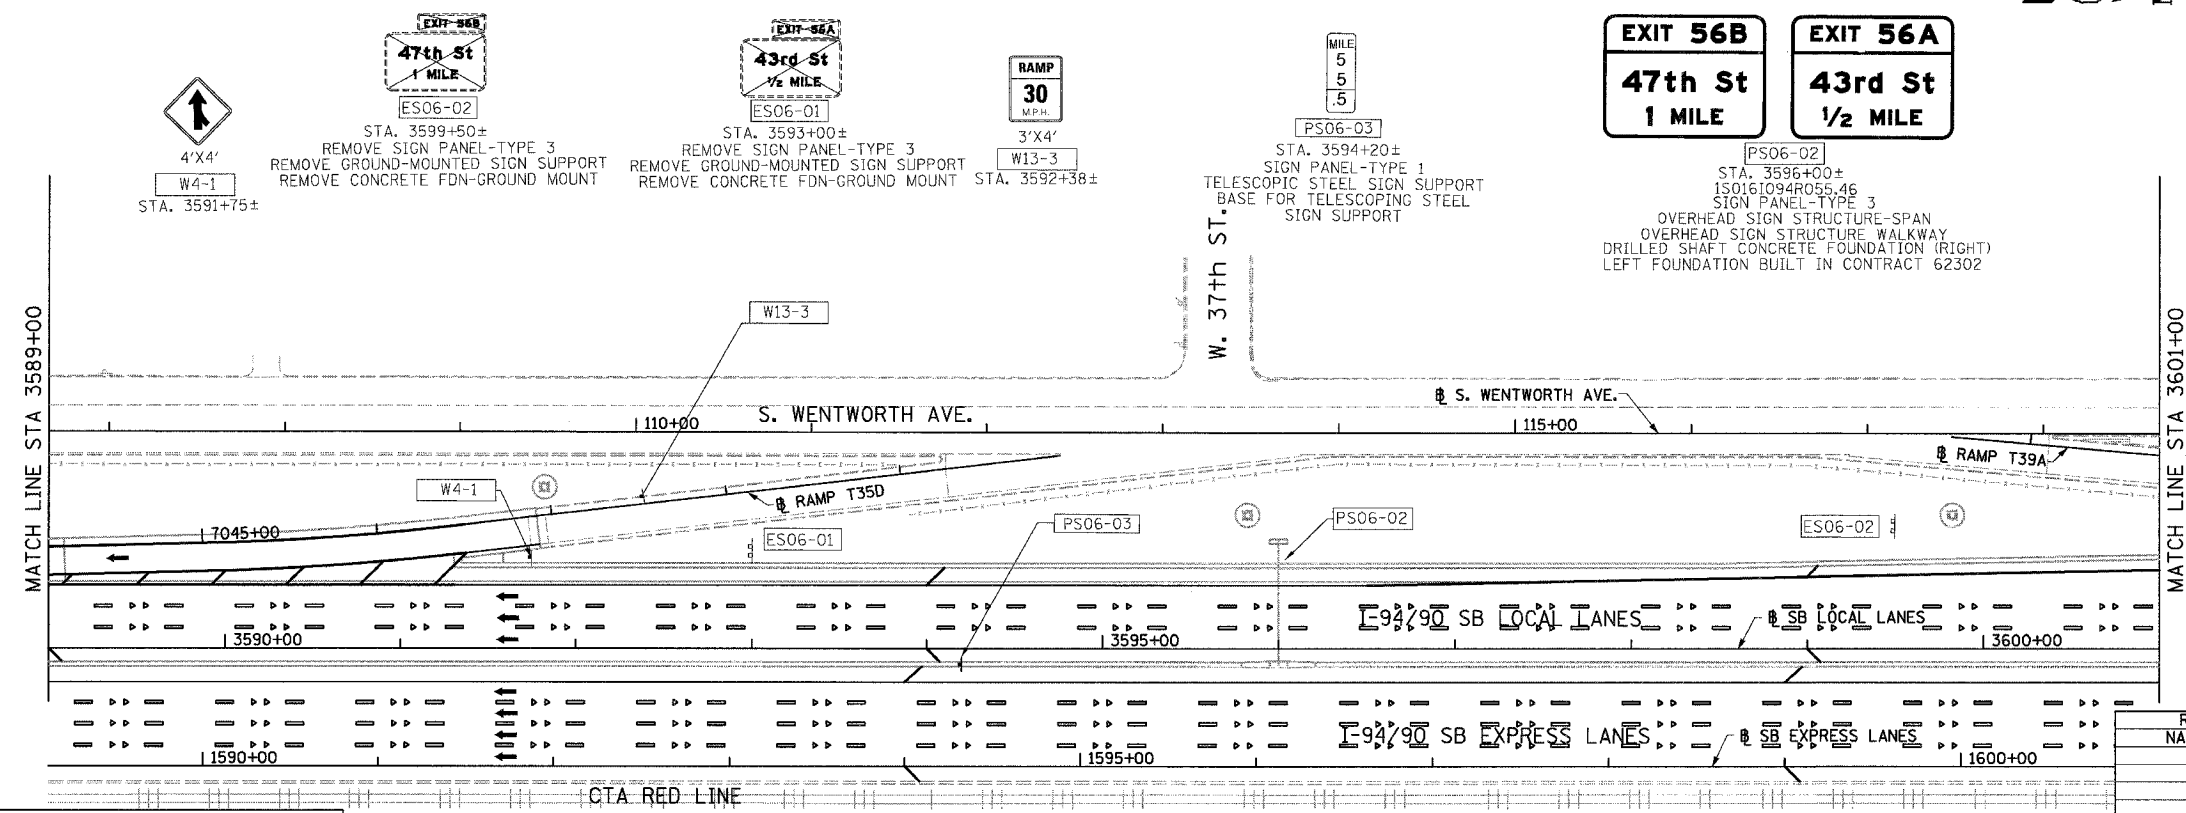 EXIT 56B
47th St
1 MILE
ES06-02
STA. 3599+50±
REMOVE SIGN PANEL-TYPE 3
REMOVE GROUND-MOUNTED SIGN SUPPORT
REMOVE CONCRETE FDN-GROUND MOUNT
EXIT 56A
43rd St
1/2 MILE
ES06-01
STA. 3593+00±
REMOVE SIGN PANEL-TYPE 3
REMOVE GROUND-MOUNTED SIGN SUPPORT
REMOVE CONCRETE FDN-GROUND MOUNT
4'X4'
W4-1
STA. 3591+75±
RAMP
30
M.P.H.
3'X4'
W13-3
STA. 3592+38±
MILE
5
5
.5
PS06-03
STA. 3594+20±
SIGN PANEL-TYPE 1
TELESCOPIC STEEL SIGN SUPPORT
BASE FOR TELESCOPING STEEL
SIGN SUPPORT
EXIT 56B
47th St
1 MILE
EXIT 56A
43rd St
1/2 MILE
PS06-02
STA. 3596+00±
1S016I094R055.46
SIGN PANEL-TYPE 3
OVERHEAD SIGN STRUCTURE-SPAN
OVERHEAD SIGN STRUCTURE WALKWAY
DRILLED SHAFT CONCRETE FOUNDATION (RIGHT)
LEFT FOUNDATION BUILT IN CONTRACT 62302
W. 37th ST.
MATCH LINE STA 3589+00
MATCH LINE STA 3601+00
W13-3
S. WENTWORTH AVE.
℄ S. WENTWORTH AVE.
110+00
115+00
W4-1
RAMP T35D
RAMP T39A
7045+00
ES06-01
PS06-03
PS06-02
ES06-02
I-94/90 SB LOCAL LANES
SB LOCAL LANES
3590+00
3595+00
3600+00
I-94/90 SB EXPRESS LANES
SB EXPRESS LANES
1590+00
1595+00
1600+00
CTA RED LINE